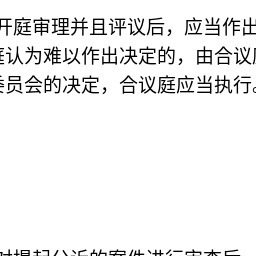 开庭审理并且评议后，应当作出
庭认为难以作出决定的，由合议
委员会的决定，合议庭应当执行。
对提起公诉的案件进行审查后